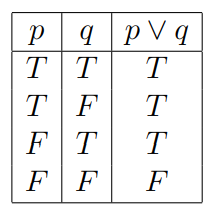 p q p ∨ q
T T T
T F T
F T T
F F F